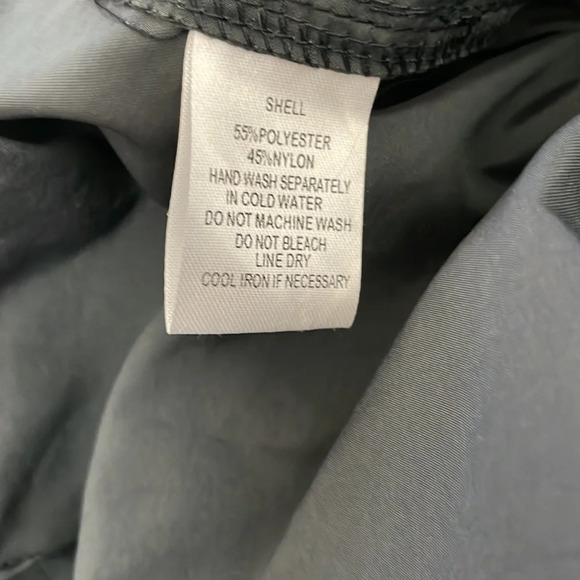 SHELL
55%POLYESTER
45%NYLON
HAND WASH SEPARATELY
IN COLD WATER
DO NOT MACHINE WASH
DO NOT BLEACH
LINE DRY
COOL IRON IF NECESSARY